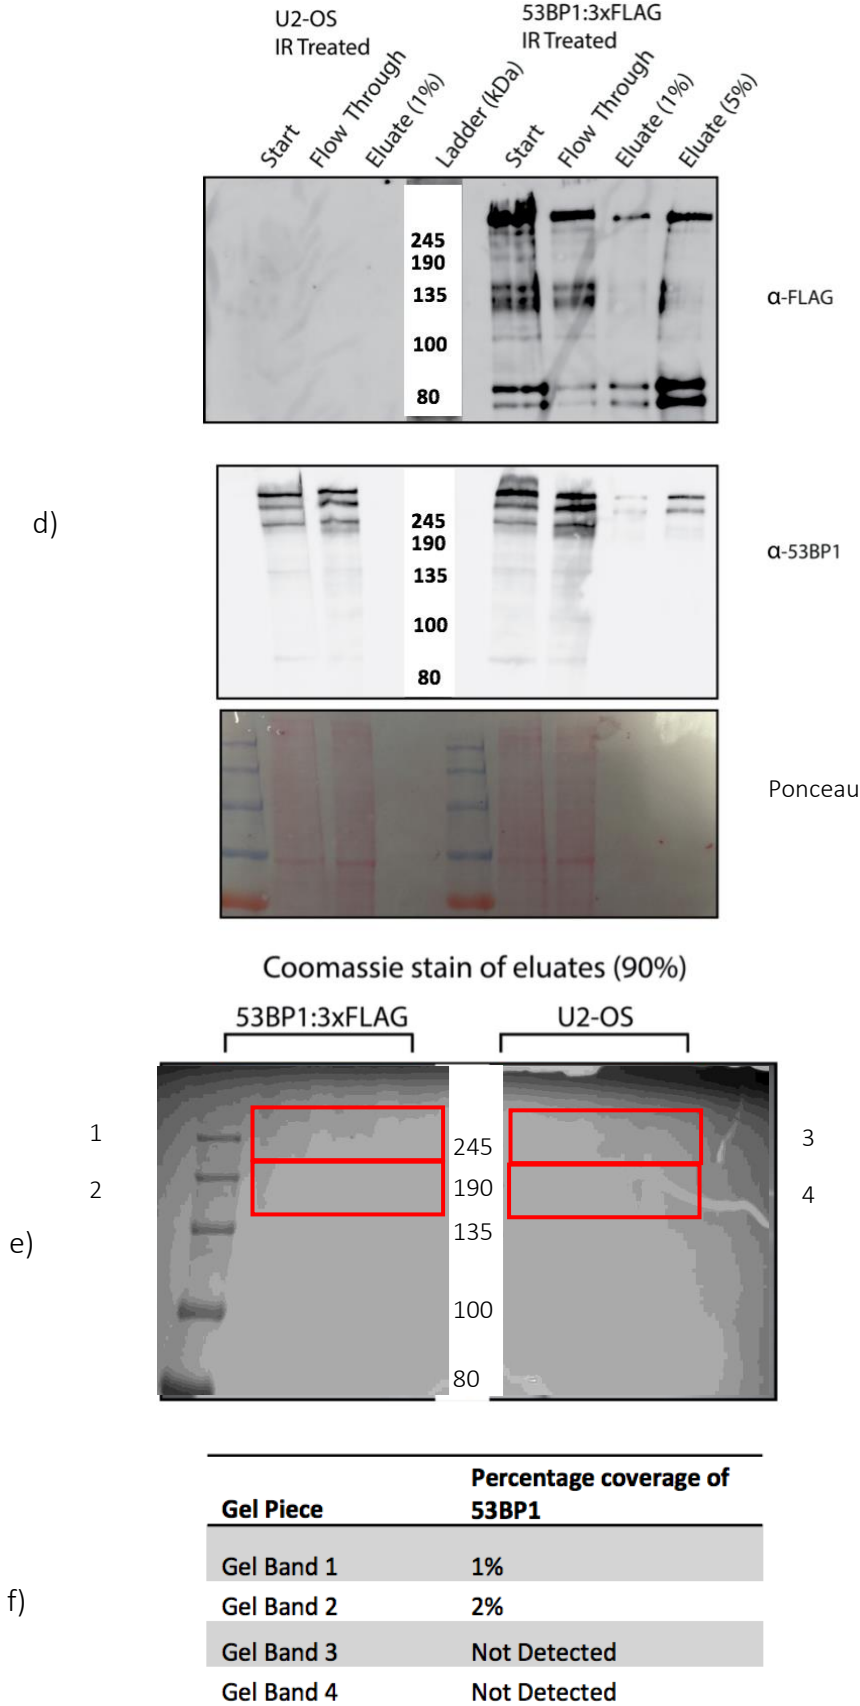 U2-OS
IR Treated
53BP1:3xFLAG
IR Treated
Start
Flow Through
Eluate (1%)
Ladder (kDa)
Start
Flow Through
Eluate (1%)
Eluate (5%)
245
190
135
100
80
α-FLAG
d)
245
190
135
100
80
α-53BP1
Ponceau
Coomassie stain of eluates (90%)
53BP1:3xFLAG
U2-OS
1
2
245
190
135
100
80
3
4
e)
Gel Piece
Percentage coverage of
53BP1
Gel Band 1 1%
Gel Band 2 2%
Gel Band 3 Not Detected
Gel Band 4 Not Detected
f)